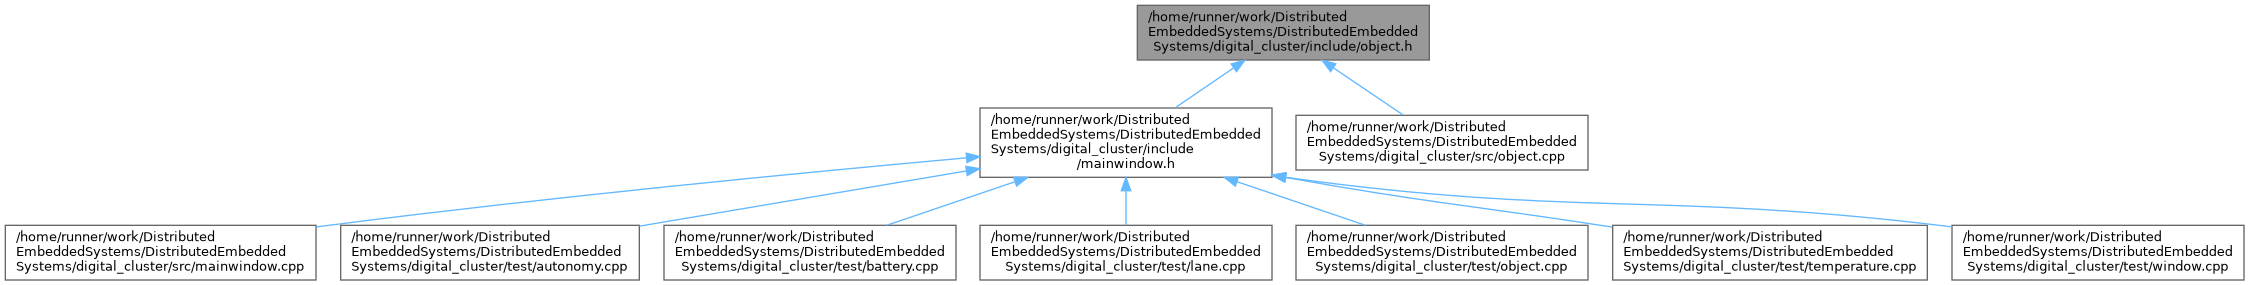 /home/runner/work/Distributed
EmbeddedSystems/DistributedEmbedded
Systems/digital_cluster/include/object.h
/home/runner/work/Distributed
EmbeddedSystems/DistributedEmbedded
Systems/digital_cluster/include
/mainwindow.h
/home/runner/work/Distributed
EmbeddedSystems/DistributedEmbedded
Systems/digital_cluster/src/object.cpp
/home/runner/work/Distributed
EmbeddedSystems/DistributedEmbedded
Systems/digital_cluster/src/mainwindow.cpp
/home/runner/work/Distributed
EmbeddedSystems/DistributedEmbedded
Systems/digital_cluster/test/autonomy.cpp
/home/runner/work/Distributed
EmbeddedSystems/DistributedEmbedded
Systems/digital_cluster/test/battery.cpp
/home/runner/work/Distributed
EmbeddedSystems/DistributedEmbedded
Systems/digital_cluster/test/lane.cpp
/home/runner/work/Distributed
EmbeddedSystems/DistributedEmbedded
Systems/digital_cluster/test/object.cpp
/home/runner/work/Distributed
EmbeddedSystems/DistributedEmbedded
Systems/digital_cluster/test/temperature.cpp
/home/runner/work/Distributed
EmbeddedSystems/DistributedEmbedded
Systems/digital_cluster/test/window.cpp